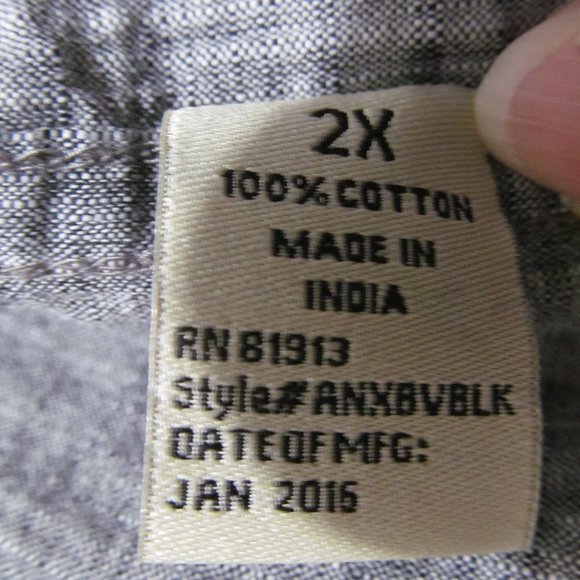 2X
100% COTTON
MADE IN
INDIA
RN 81913
Style# ANXBVBLK
DATE OF MFG:
JAN 2016